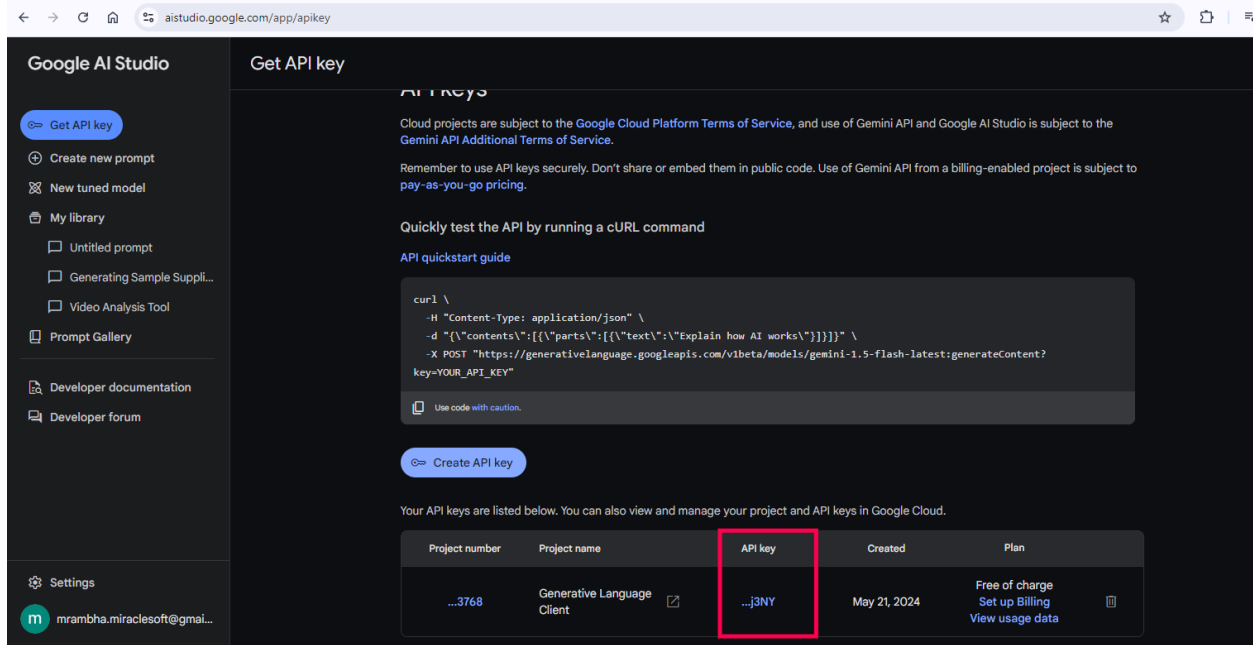 aistudio.google.com/app/apikey
Google AI Studio
Get API key
Get API key
Create new prompt
New tuned model
My library
Untitled prompt
Generating Sample Suppli...
Video Analysis Tool
Prompt Gallery
Developer documentation
Developer forum
Settings
m
mrambha.miraclesoft@gmai...
API keys
Cloud projects are subject to the Google Cloud Platform Terms of Service, and use of Gemini API and Google AI Studio is subject to the
Gemini API Additional Terms of Service.
Remember to use API keys securely. Don't share or embed them in public code. Use of Gemini API from a billing-enabled project is subject to
pay-as-you-go pricing.
Quickly test the API by running a cURL command
API quickstart guide
curl \
-H "Content-Type: application/json" \
-d "{\"contents\":[{\"parts\":[{\"text\":\"Explain how AI works\"}]}]}" \
-X POST "https://generativelanguage.googleapis.com/v1beta/models/gemini-1.5-flash-latest:generateContent?
key=YOUR_API_KEY"
Use code with caution.
Create API key
Your API keys are listed below. You can also view and manage your project and API keys in Google Cloud.
Project number Project name API key Created Plan
...3768 Generative Language Client ...j3NY May 21, 2024 Free of charge
Set up Billing
View usage data